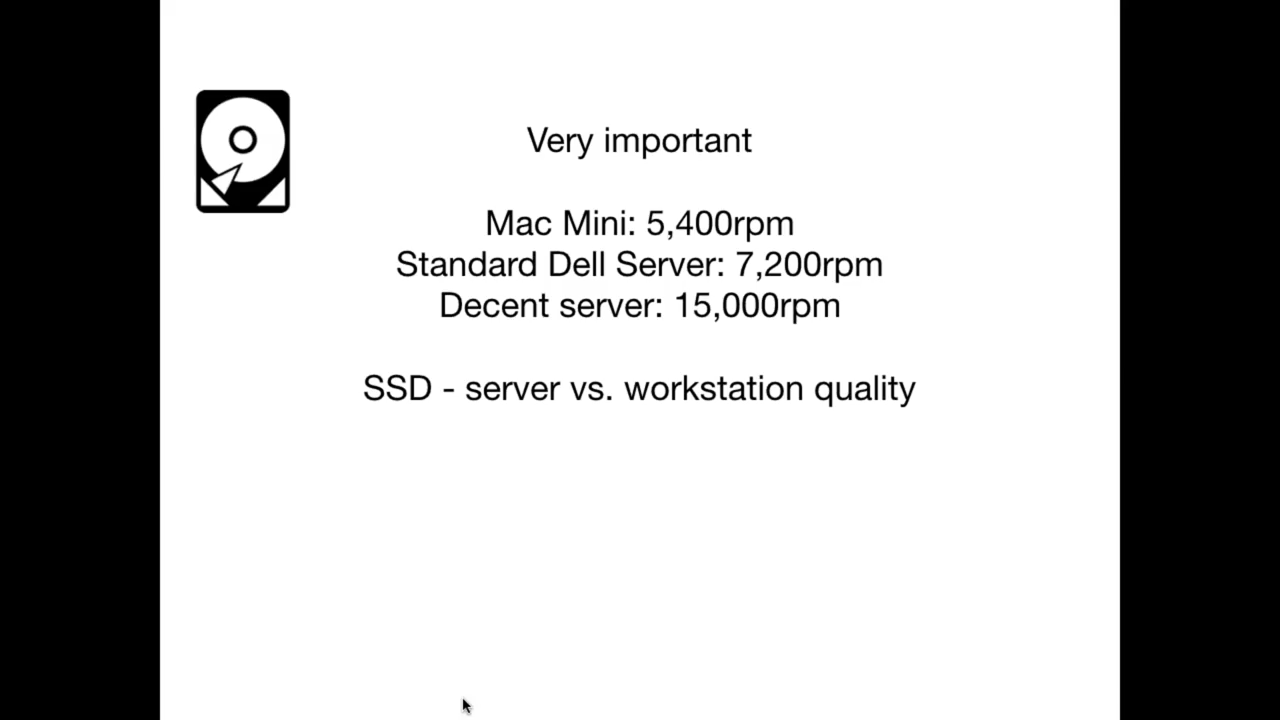 Very important
Mac Mini: 5,400rpm
Standard Dell Server: 7,200rpm
Decent server: 15,000rpm
SSD - server vs. workstation quality